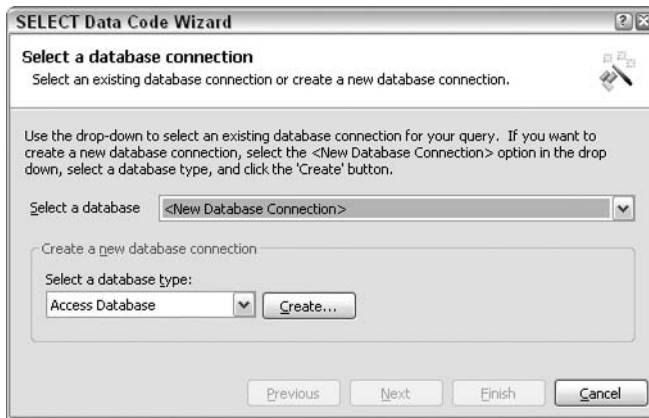 SELECT Data Code Wizard
Select a database connection
Select an existing database connection or create a new database connection.
Use the drop-down to select an existing database connection for your query. If you want to
create a new database connection, select the <New Database Connection> option in the drop
down, select a database type, and click the 'Create' button.
Select a database <New Database Connection>
Create a new database connection
Select a database type:
Access Database Create...
Previous Next Finish Cancel